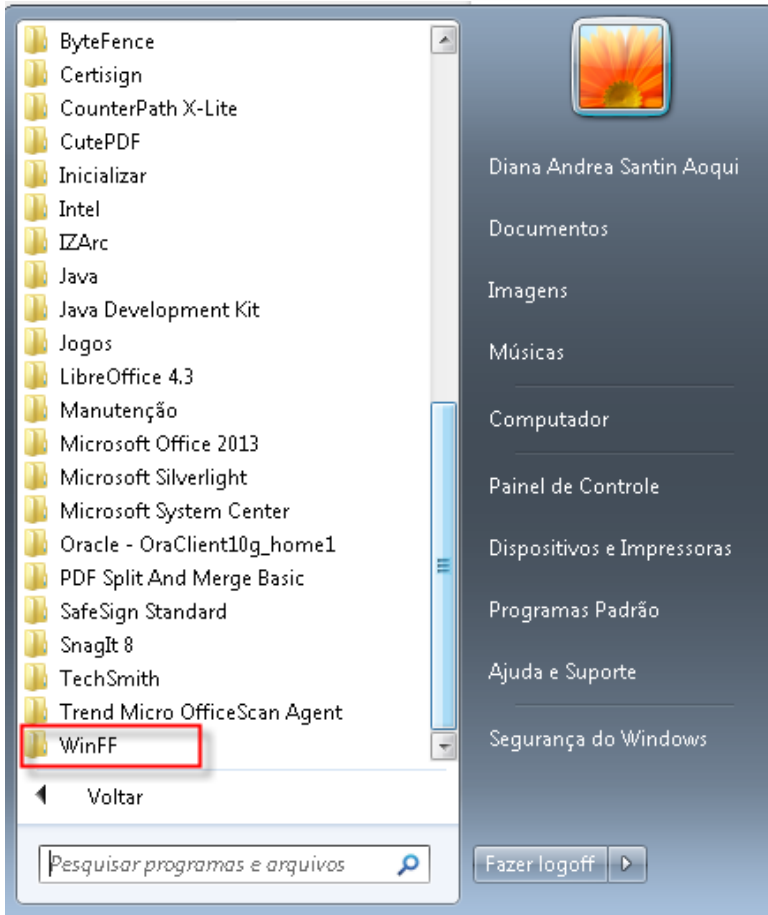 ByteFence
Certisign
CounterPath X-Lite
CutePDF
Inicializar
Intel
IZArc
Java
Java Development Kit
Jogos
LibreOffice 4.3
Manutenção
Microsoft Office 2013
Microsoft Silverlight
Microsoft System Center
Oracle - OraClient10g_home1
PDF Split And Merge Basic
SafeSign Standard
SnagIt 8
TechSmith
Trend Micro OfficeScan Agent
WinFF
Voltar
Pesquisar programas e arquivos
Diana Andrea Santin Aoqui
Documentos
Imagens
Músicas
Computador
Painel de Controle
Dispositivos e Impressoras
Programas Padrão
Ajuda e Suporte
Segurança do Windows
Fazer logoff